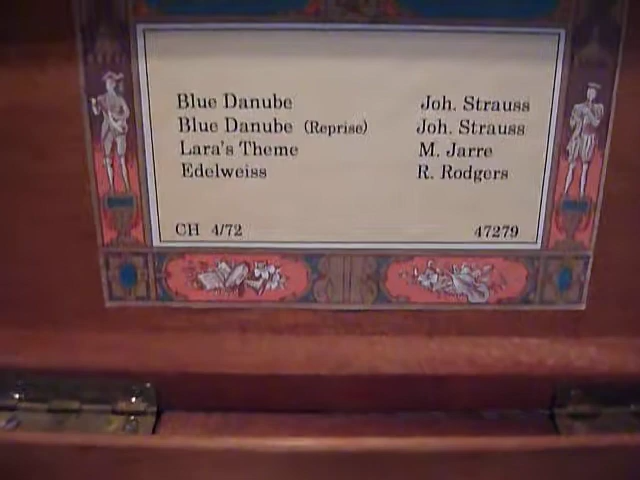 Blue Danube Joh. Strauss
Blue Danube (Reprise) Joh. Strauss
Lara's Theme M. Jarre
Edelweiss R. Rodgers
CH 4/72 47279